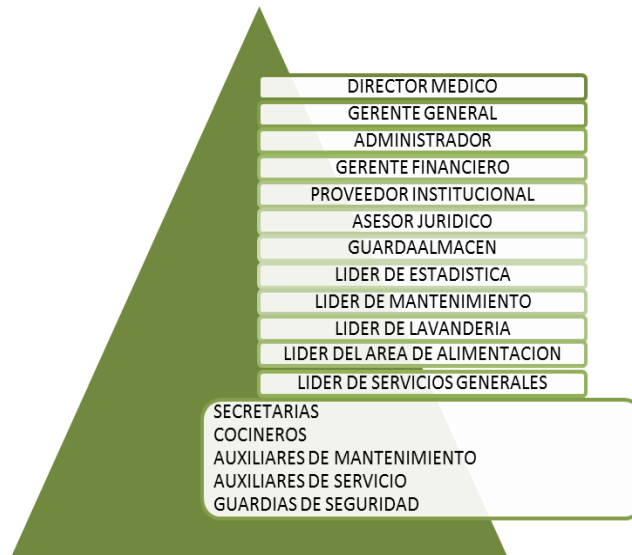 DIRECTOR MEDICO
GERENTE GENERAL
ADMINISTRADOR
GERENTE FINANCIERO
PROVEEDOR INSTITUCIONAL
ASESOR JURIDICO
GUARDAALMACEN
LIDER DE ESTADISTICA
LIDER DE MANTENIMIENTO
LIDER DE LAVANDERIA
LIDER DEL AREA DE ALIMENTACION
LIDER DE SERVICIOS GENERALES
SECRETARIAS
COCINEROS
AUXILIARES DE MANTENIMIENTO
AUXILIARES DE SERVICIO
GUARDIAS DE SEGURIDAD